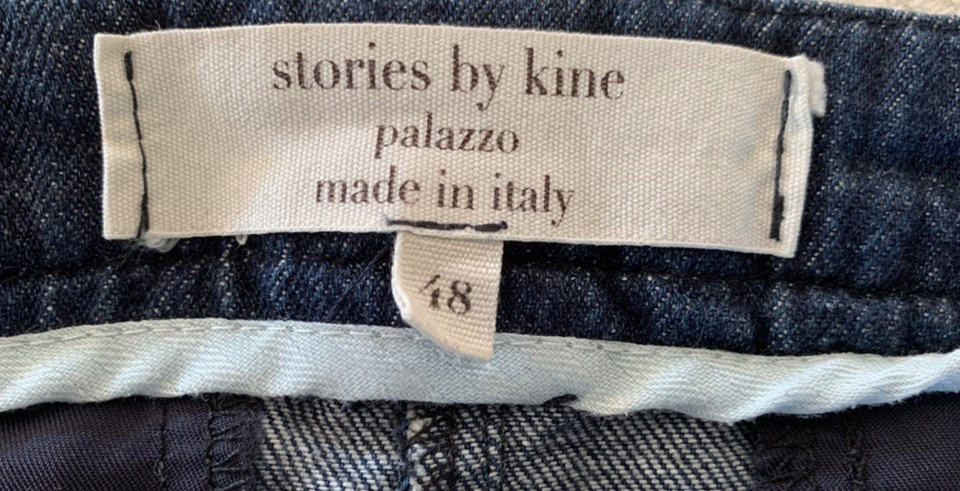 stories by kine
palazzo
made in italy
48